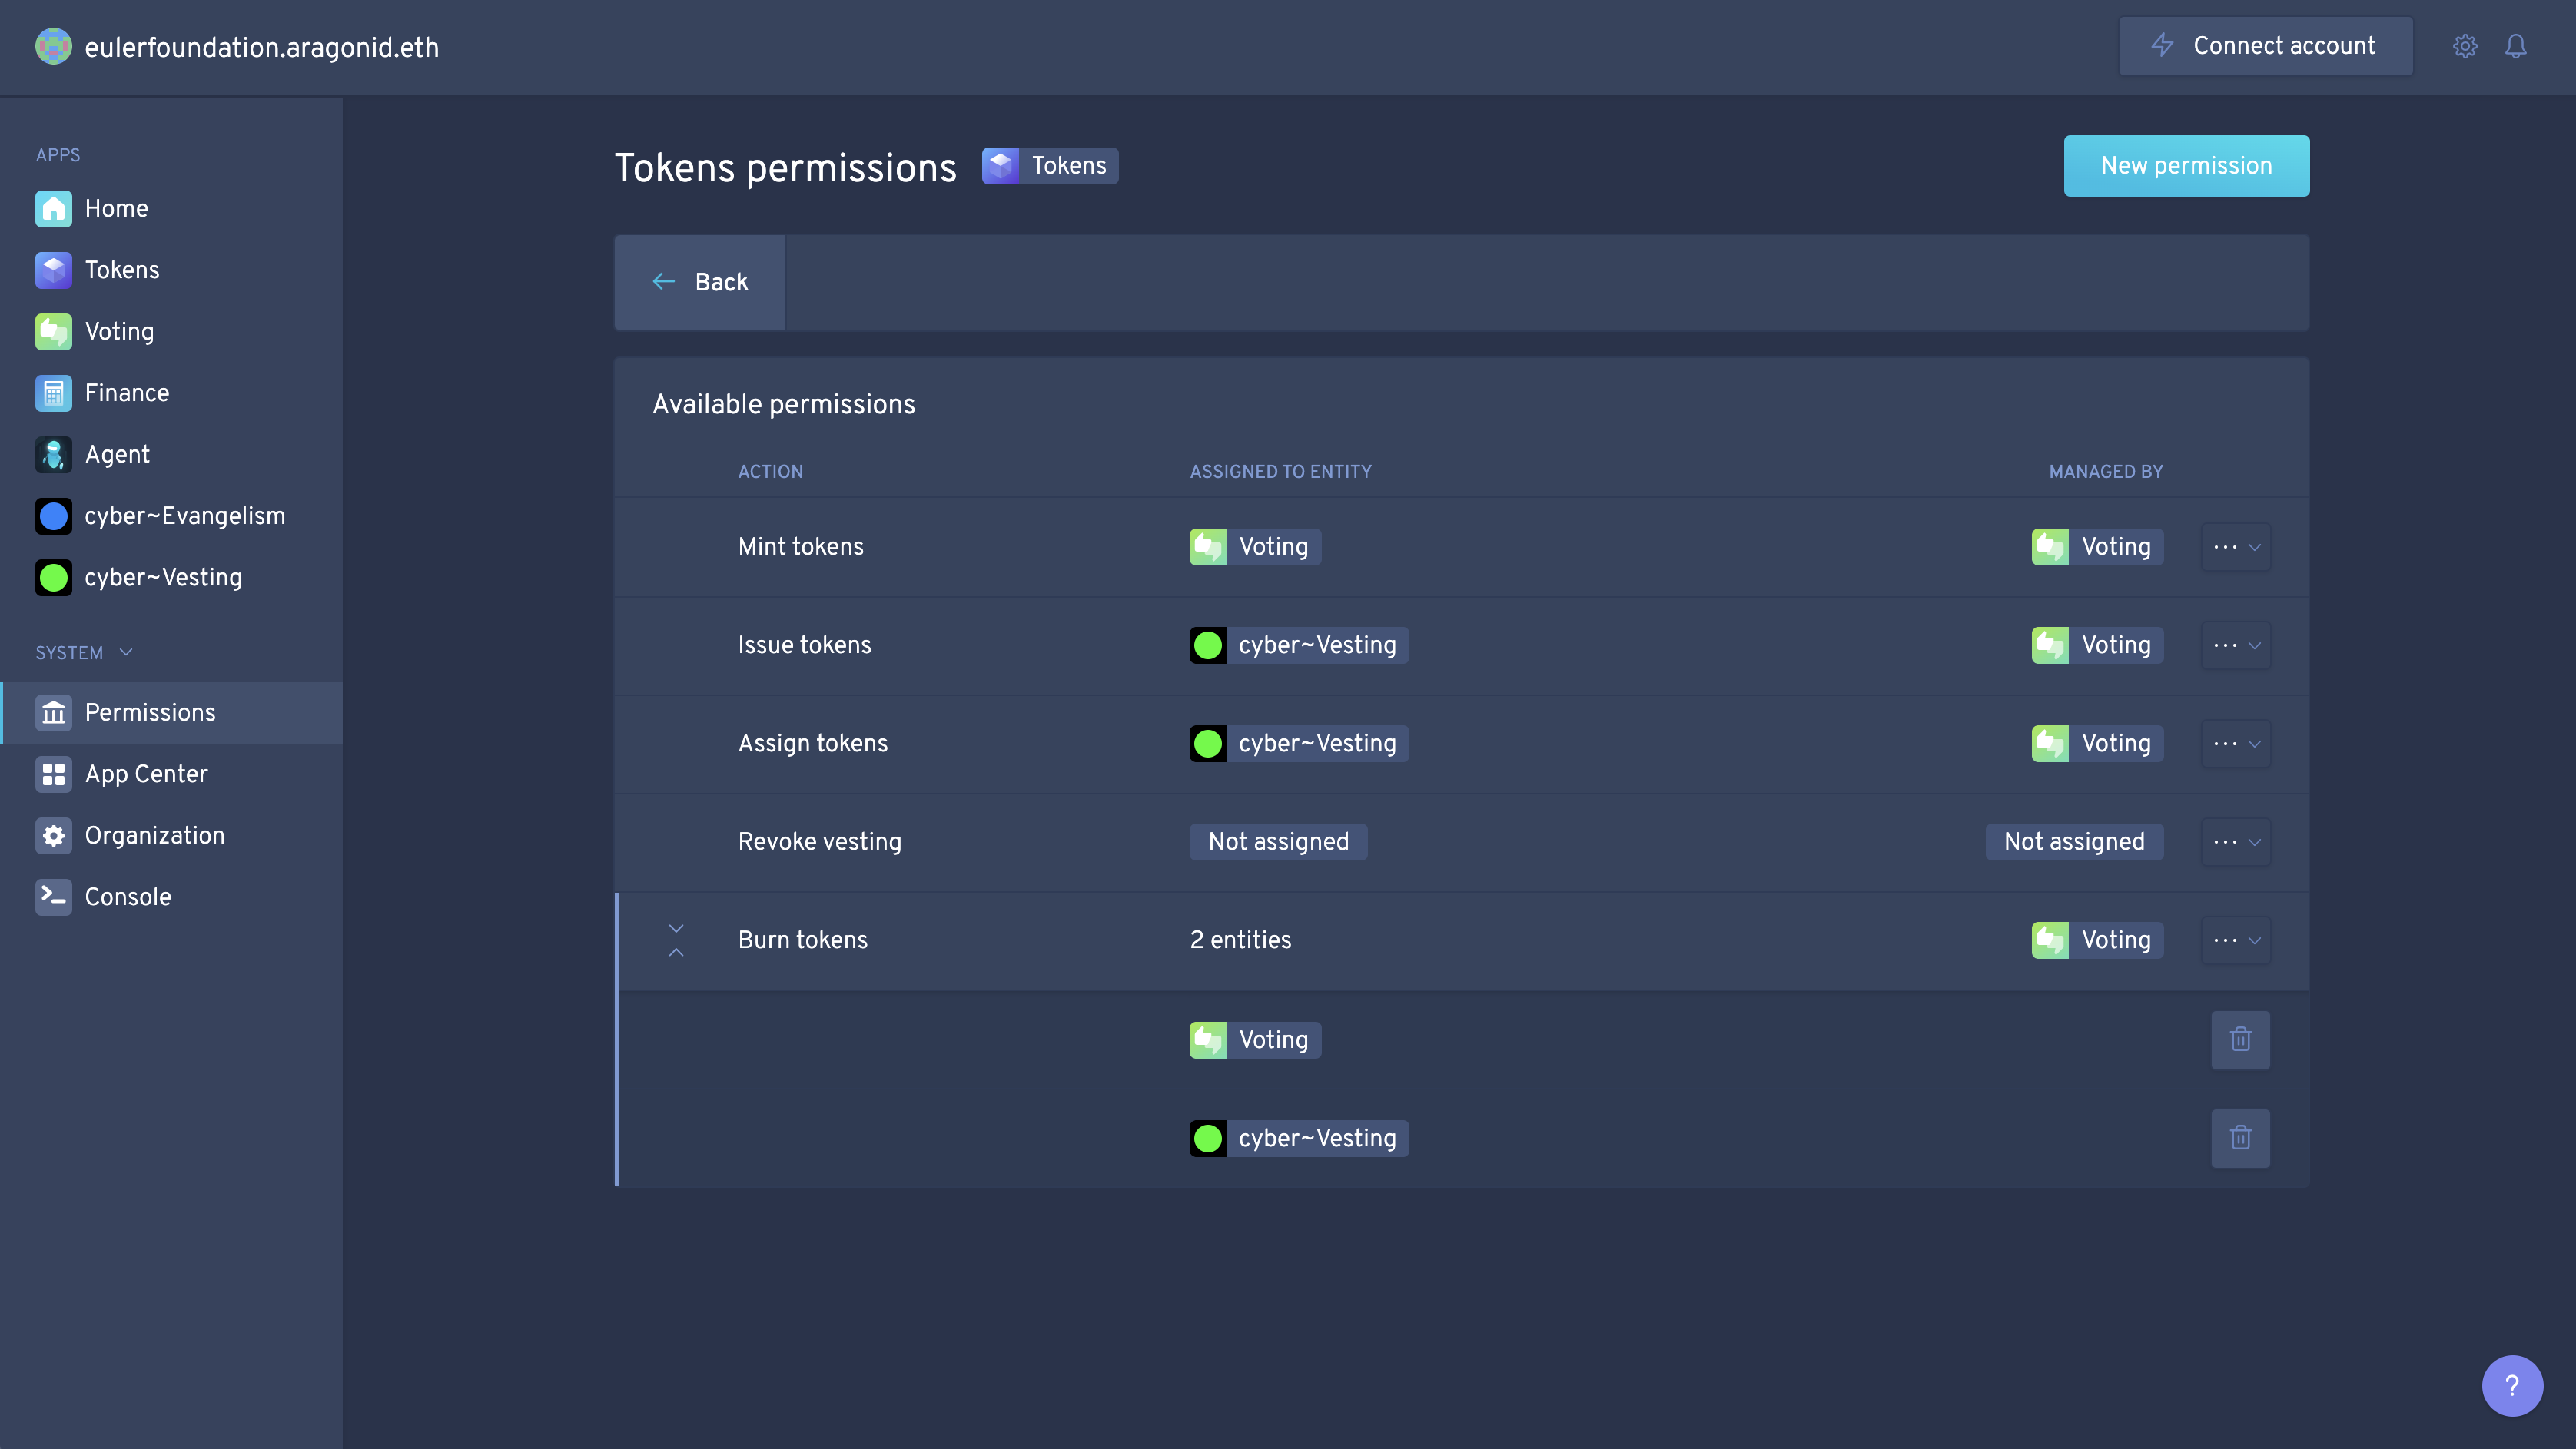 eulerfoundation.aragonid.eth
Connect account
APPS
Home
Tokens
Voting
Finance
Agent
cyber~Evangelism
cyber~Vesting
SYSTEM
Permissions
App Center
Organization
Console
Tokens permissions
Tokens
New permission
Back
Available permissions
ACTION ASSIGNED TO ENTITY MANAGED BY
Mint tokens Voting Voting
Issue tokens cyber~Vesting Voting
Assign tokens cyber~Vesting Voting
Revoke vesting Not assigned Not assigned
Burn tokens 2 entities Voting
Voting
cyber~Vesting
?